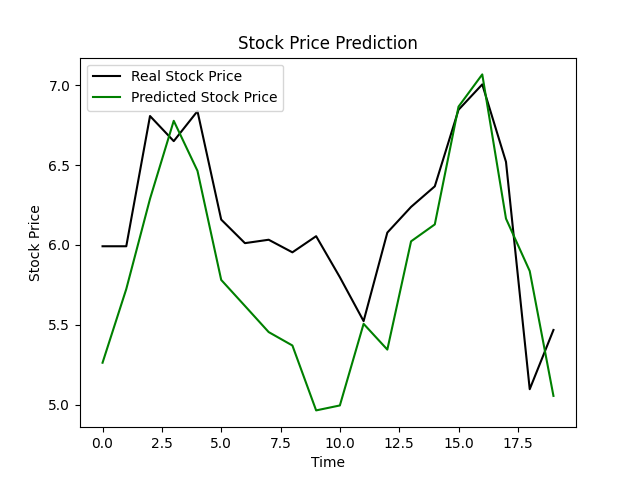 Stock Price Prediction
Real Stock Price
Predicted Stock Price
7.0
6.5
6.0
5.5
5.0
Stock Price
0.0 2.5 5.0 7.5 10.0 12.5 15.0 17.5
Time